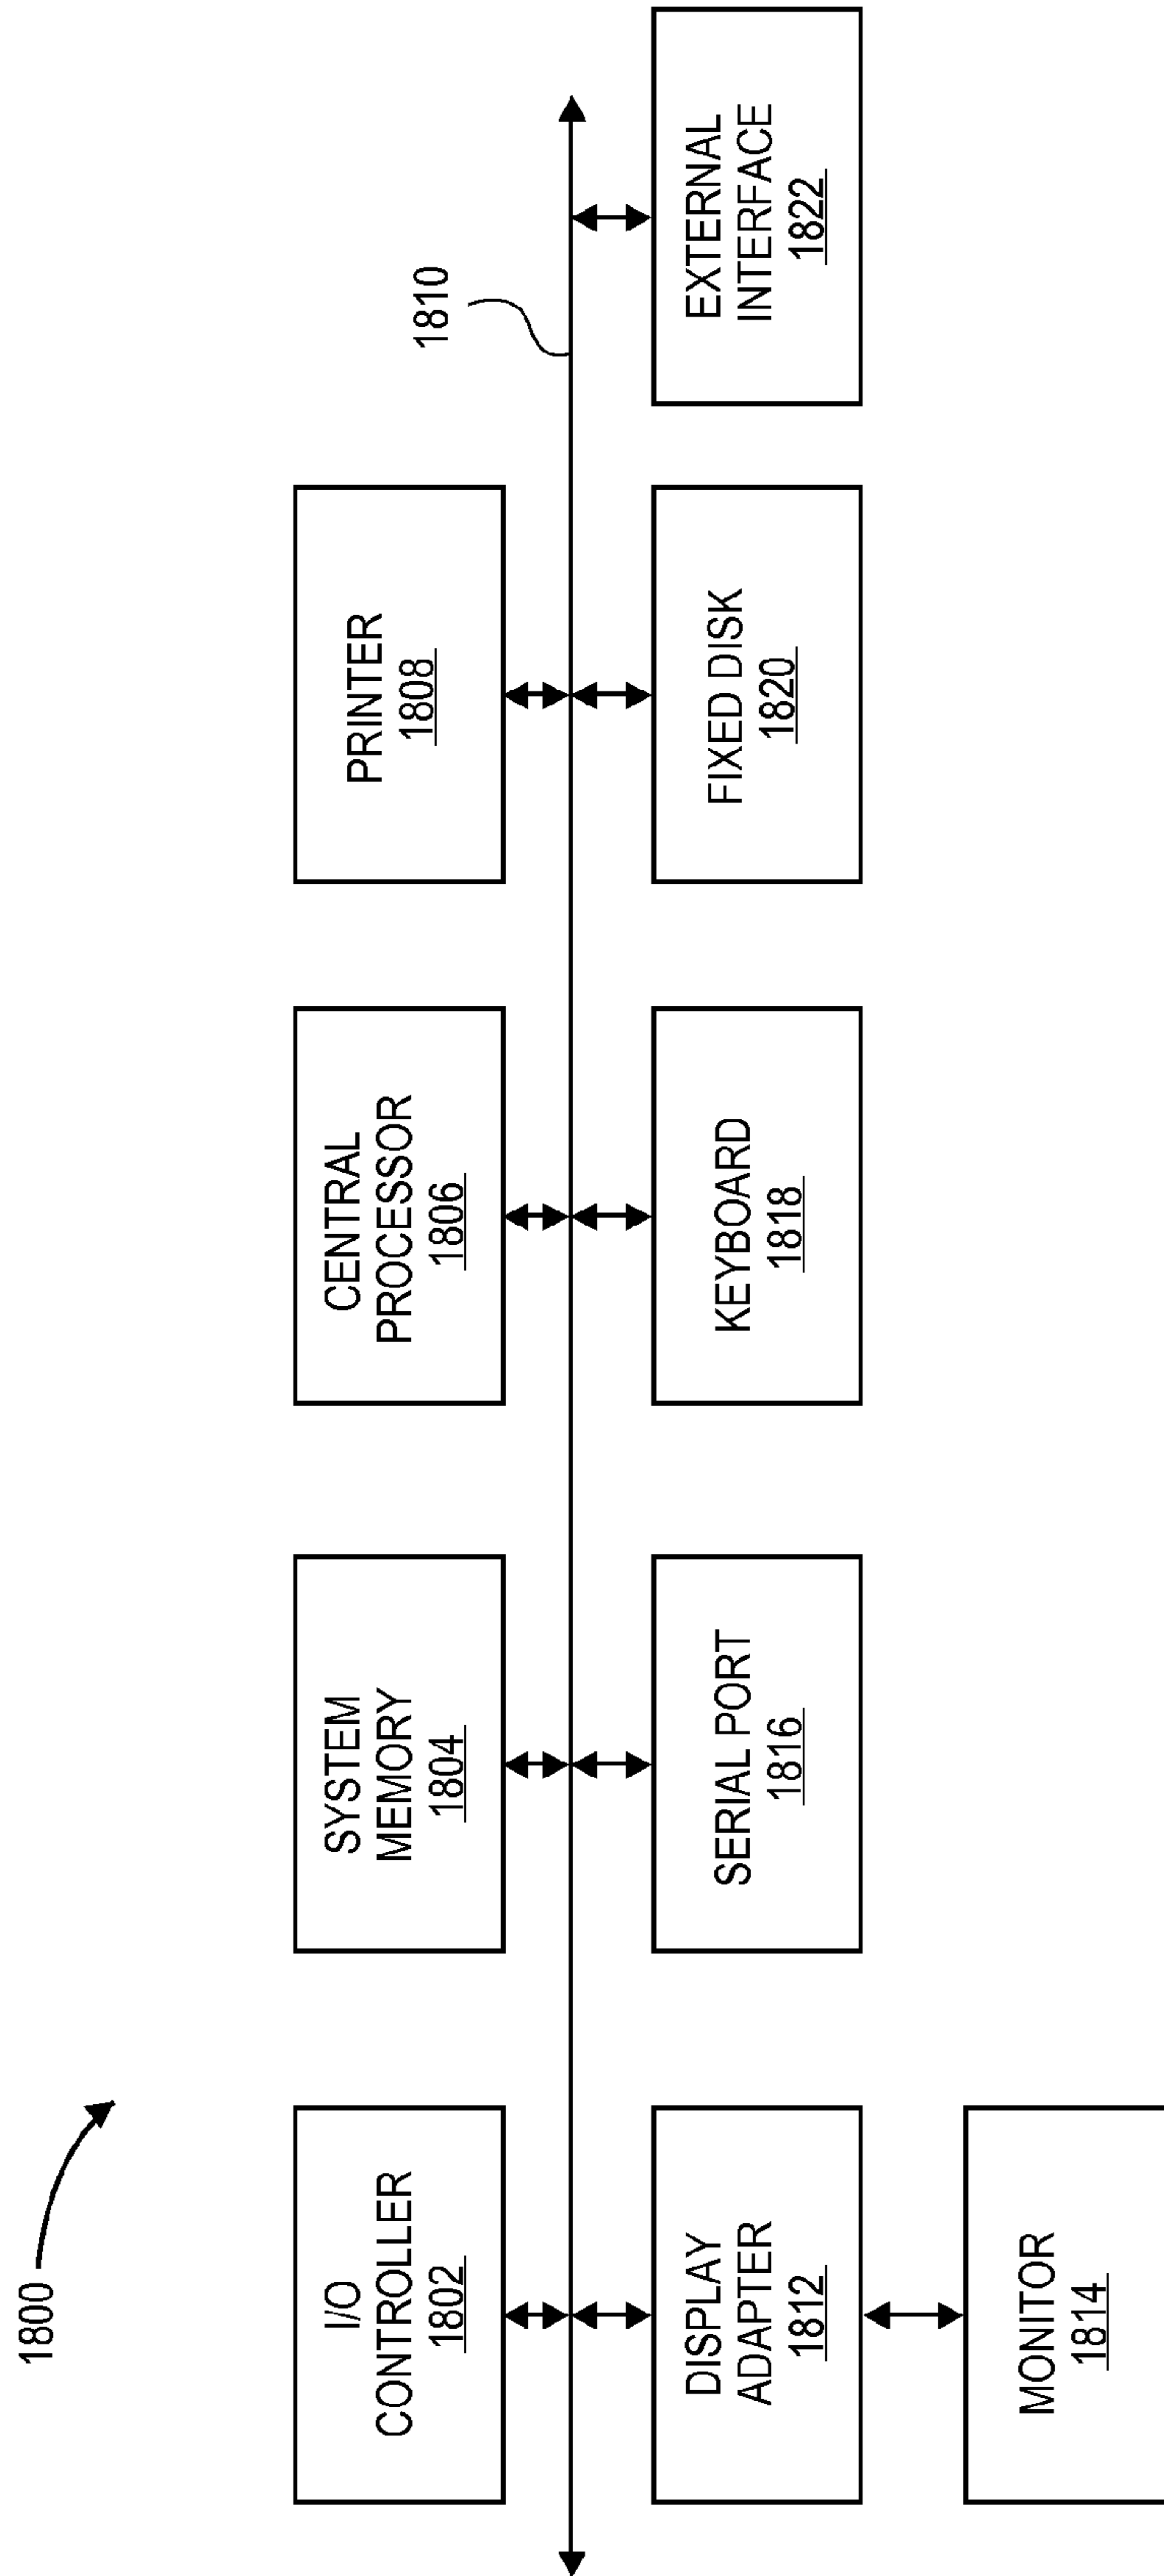 1800
I/O
CONTROLLER
1802
SYSTEM
MEMORY
1804
CENTRAL
PROCESSOR
1806
PRINTER
1808
1810
DISPLAY
ADAPTER
1812
SERIAL PORT
1816
KEYBOARD
1818
FIXED DISK
1820
EXTERNAL
INTERFACE
1822
MONITOR
1814